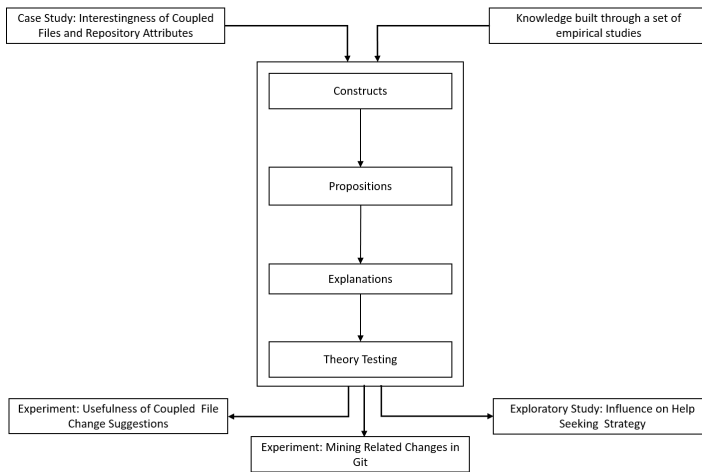 Case Study: Interestingness of Coupled
Files and Repository Attributes
Knowledge built through a set of
empirical studies
Constructs
Propositions
Explanations
Theory Testing
Experiment: Usefulness of Coupled File
Change Suggestions
Exploratory Study: Influence on Help
Seeking Strategy
Experiment: Mining Related Changes in
Git